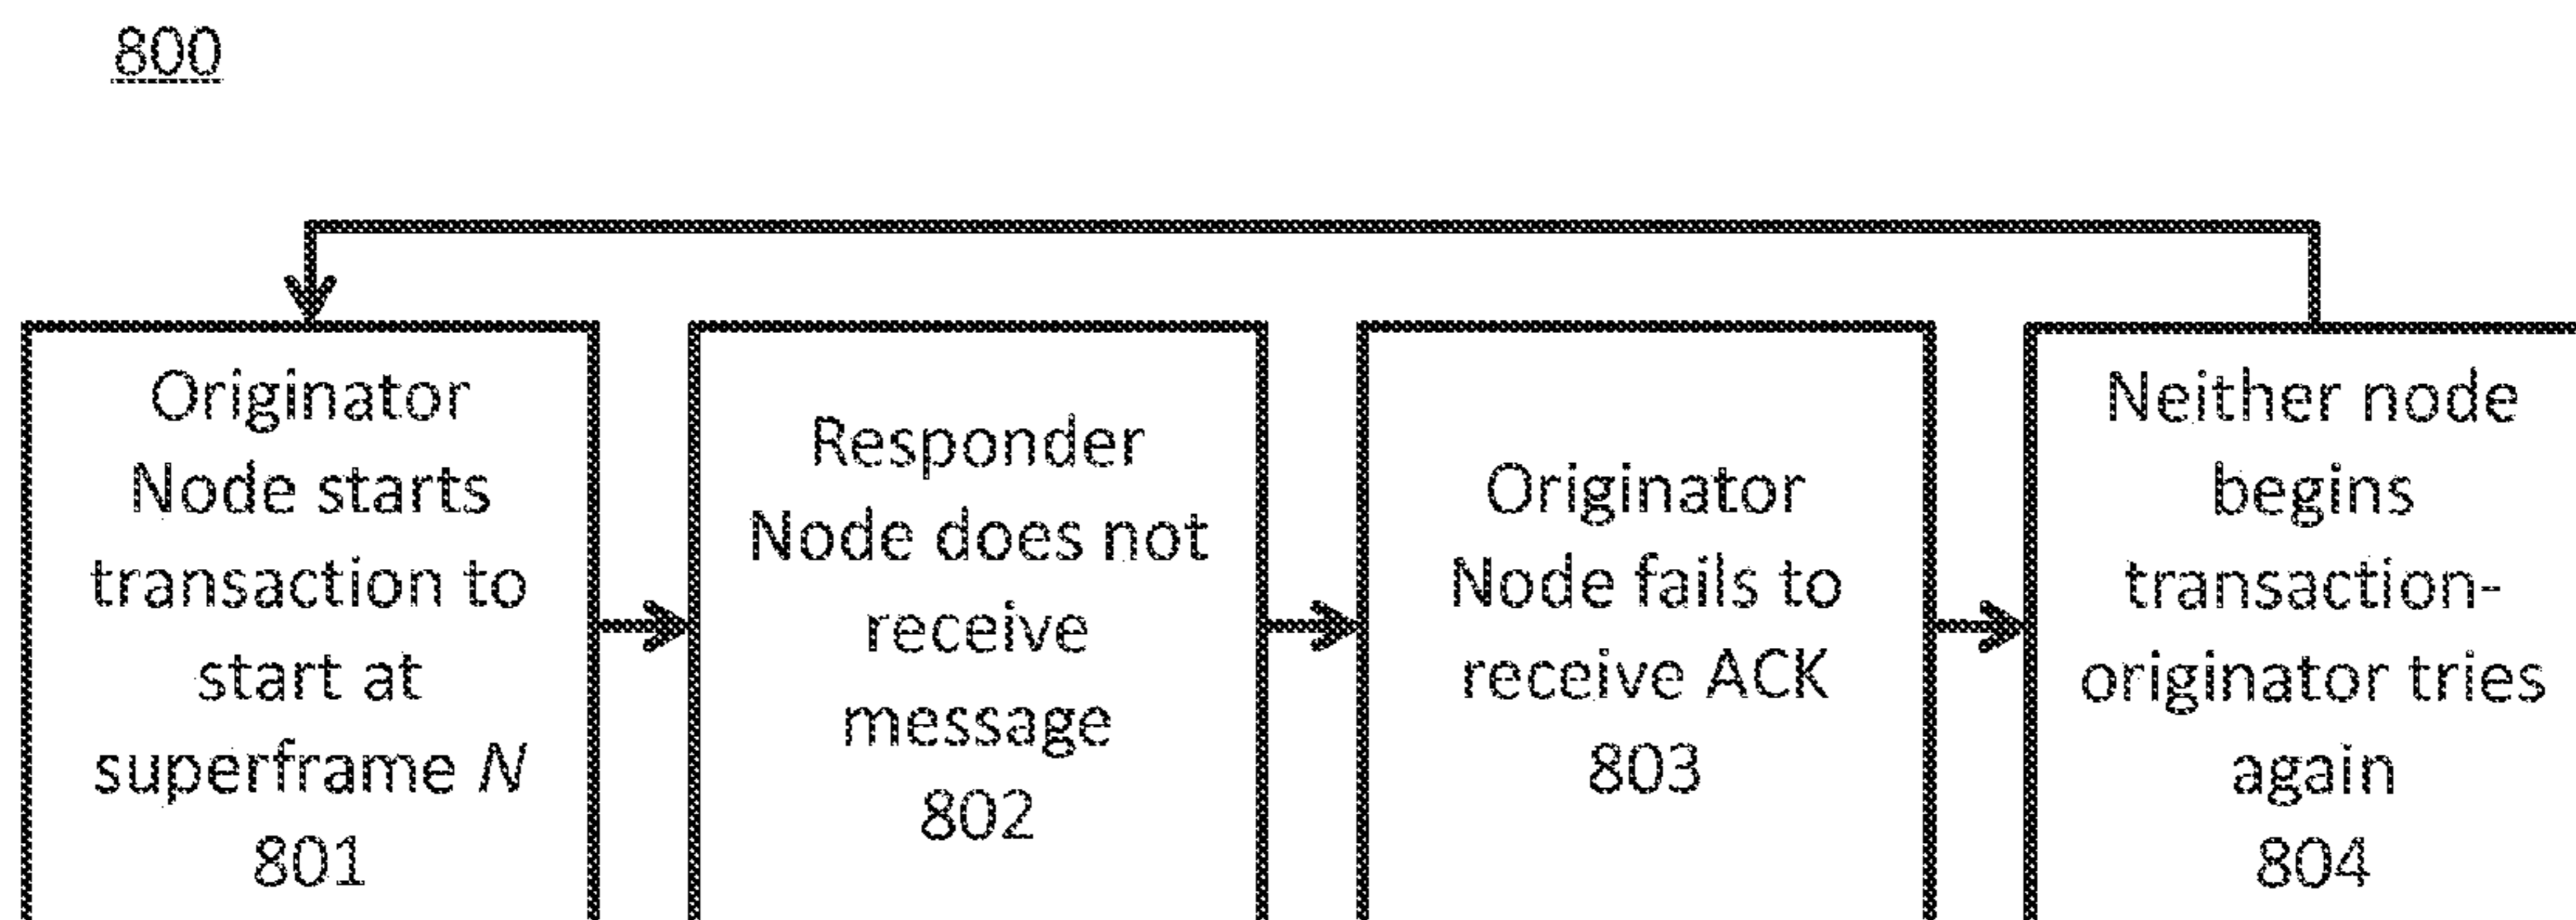 800
Originator
Node starts
transaction to
start at
superframe N
801
Responder
Node does not
receive
message
802
Originator
Node fails to
receive ACK
803
Neither node
begins
transaction-
originator tries
again
804